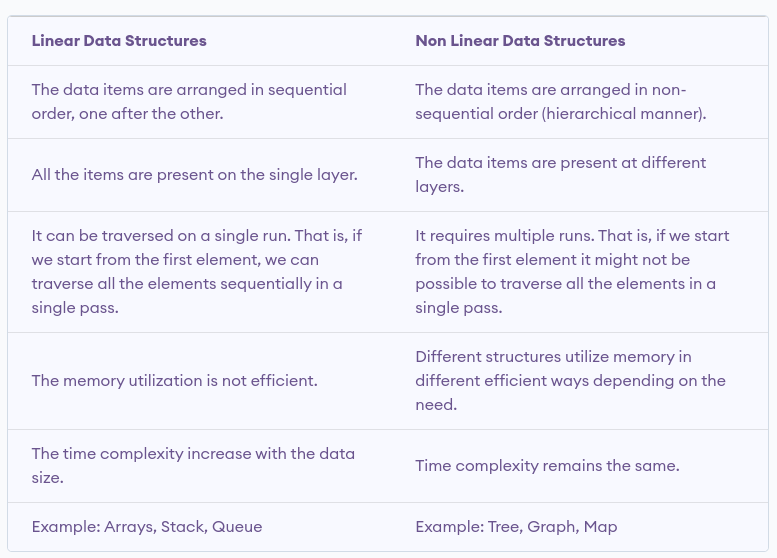 Linear Data Structures
Non Linear Data Structures
The data items are arranged in sequential
order, one after the other.
The data items are arranged in non-
sequential order (hierarchical manner).
All the items are present on the single layer.
The data items are present at different
layers.
It can be traversed on a single run. That is, if
we start from the first element, we can
traverse all the elements sequentially in a
single pass.
It requires multiple runs. That is, if we start
from the first element it might not be
possible to traverse all the elements in a
single pass.
The memory utilization is not efficient.
Different structures utilize memory in
different efficient ways depending on the
need.
The time complexity increase with the data
size.
Time complexity remains the same.
Example: Arrays, Stack, Queue
Example: Tree, Graph, Map